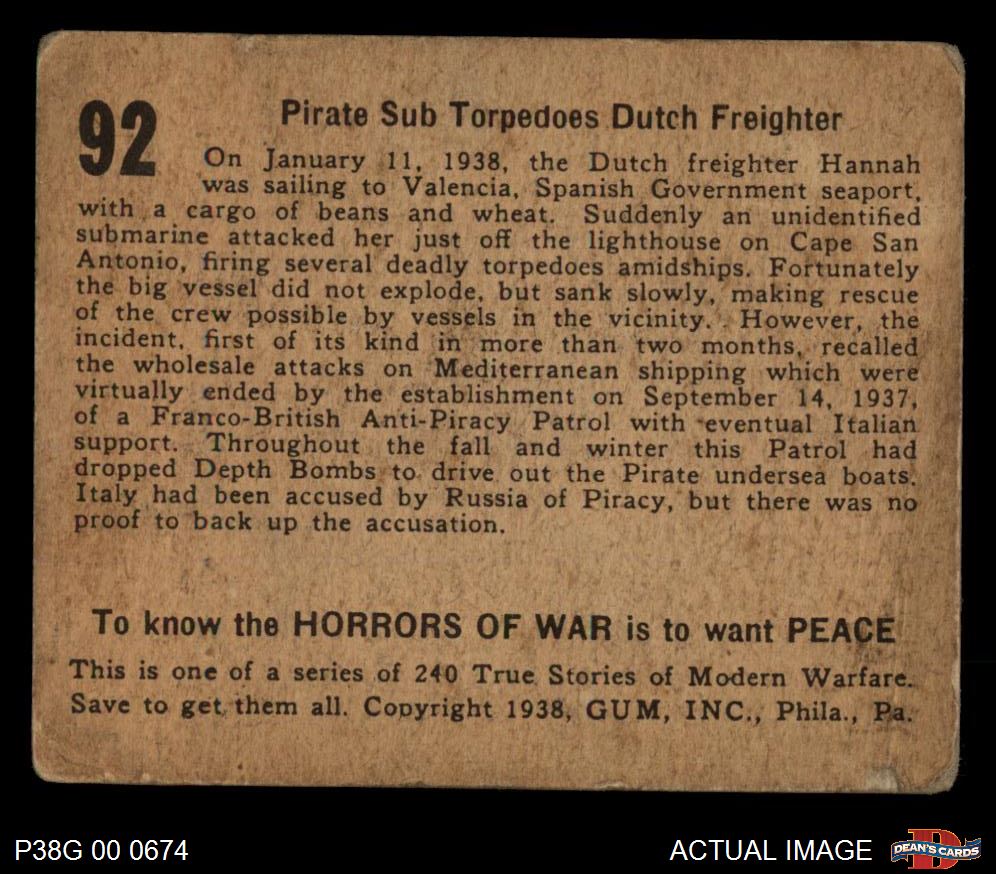 92
Pirate Sub Torpedoes Dutch Freighter
On January 11, 1938, the Dutch freighter Hannah
was sailing to Valencia, Spanish Government seaport,
with a cargo of beans and wheat. Suddenly an unidentified
submarine attacked her just off the lighthouse on Cape San
Antonio, firing several deadly torpedoes amidships. Fortunately
the big vessel did not explode, but sank slowly, making rescue
of the crew possible by vessels in the vicinity. However, the
incident, first of its kind in more than two months, recalled
the wholesale attacks on Mediterranean shipping which were
virtually ended by the establishment on September 14, 1937,
of a Franco-British Anti-Piracy Patrol with eventual Italian
support. Throughout the fall and winter this Patrol had
dropped Depth Bombs to drive out the Pirate undersea boats.
Italy had been accused by Russia of Piracy, but there was no
proof to back up the accusation.
To know the HORRORS OF WAR is to want PEACE
This is one of a series of 240 True Stories of Modern Warfare.
Save to get them all. Copyright 1938, GUM, INC., Phila., Pa.
P38G 00 0674
ACTUAL IMAGE
DEAN'S CARDS